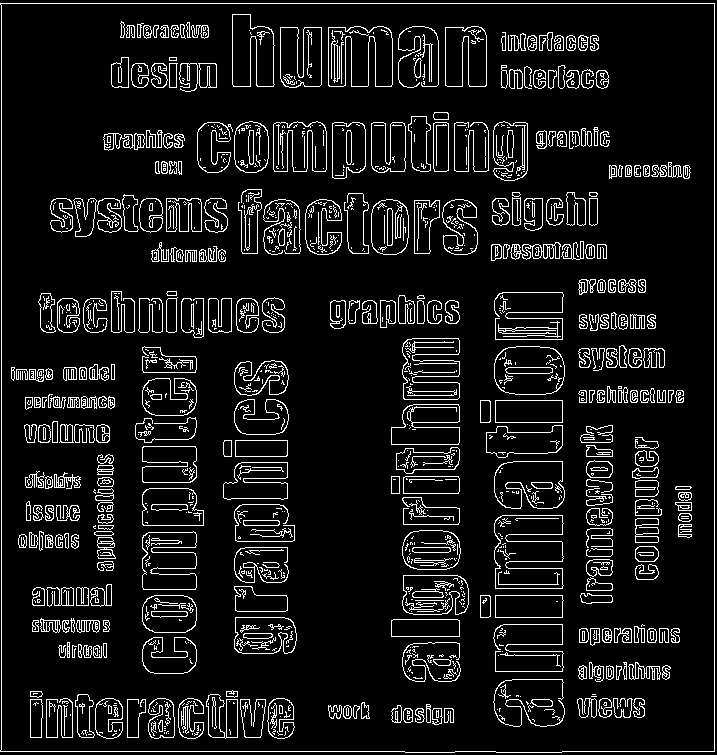 interactive
human
interfaces
design
interface
graphics
computing
graphic
text
processing
systems
factors
sigchi
automatic
presentation
process
techniques
graphics
systems
system
image
model
computer
graphics
algorithm
animation
architecture
performance
volume
framework
computer
displays
applications
issue
model
objects
annual
structures
operations
virtual
algorithms
interactive
work
design
views